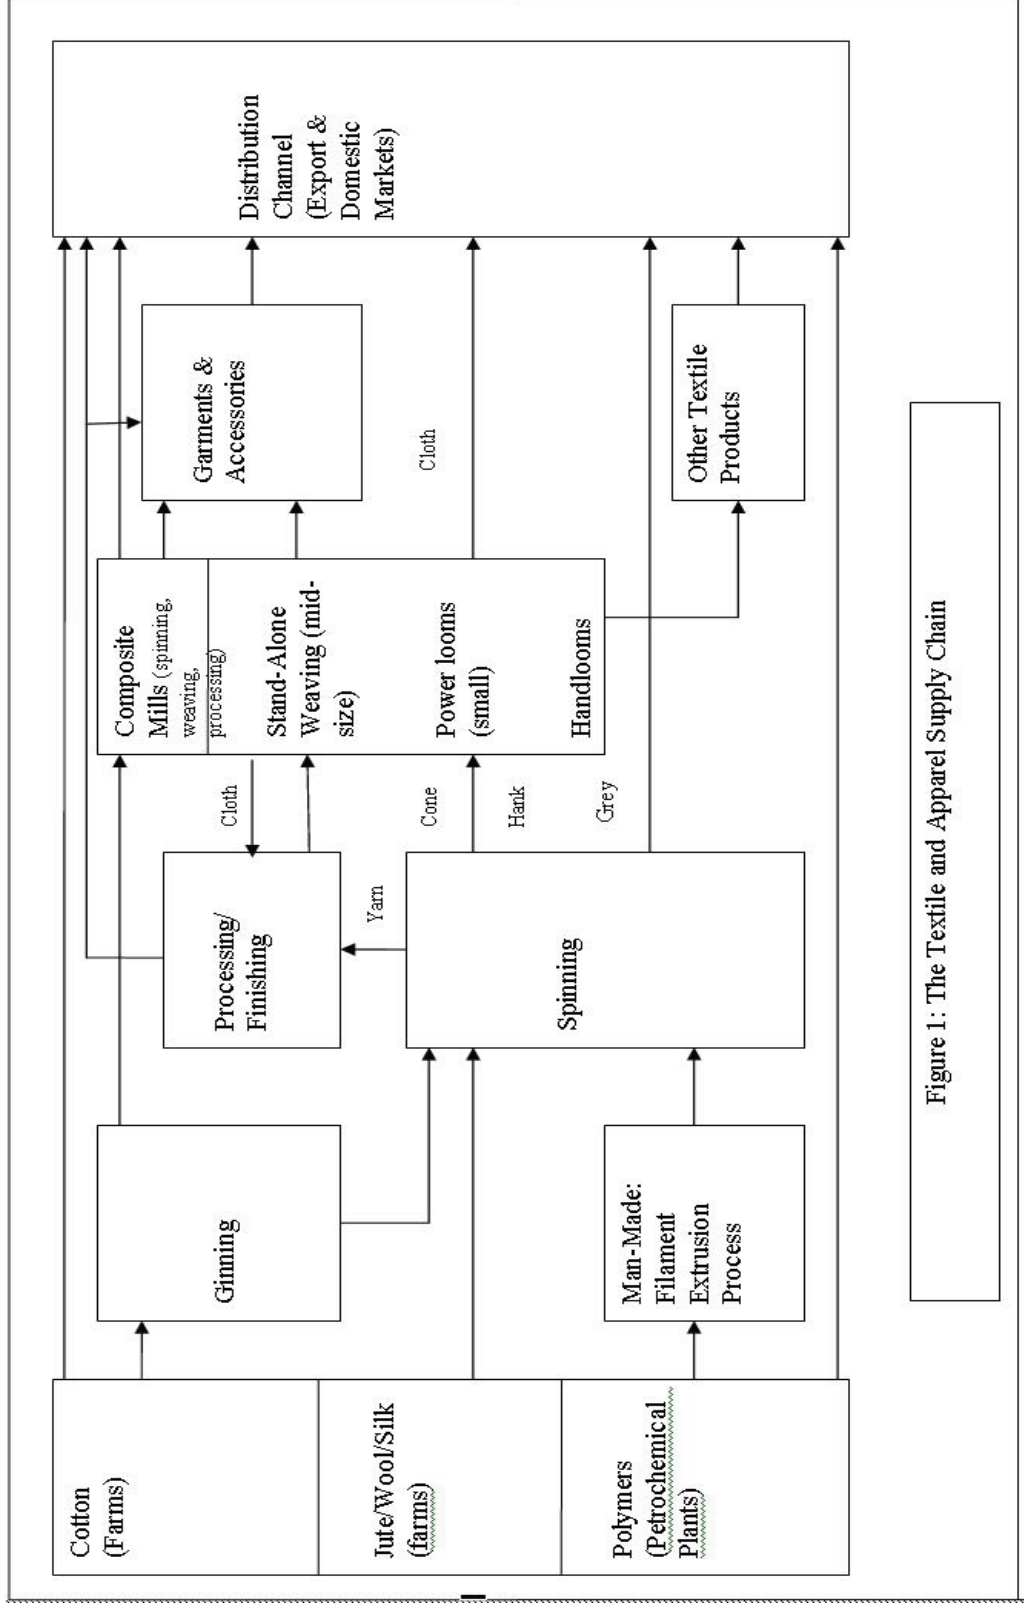 Cotton
(Farms)
Jute/Wool/Silk
(farms)
Polymers
(Petrochemical
Plants)
Ginning
Man-Made:
Filament
Extrusion
Process
Processing/
Finishing
Yarn
Spinning
Cloth
Cone
Hank
Grey
Composite
Mills (spinning,
weaving,
processing)
Stand-Alone
Weaving (mid-
size)
Power looms
(small)
Handlooms
Garments &
Accessories
Cloth
Other Textile
Products
Distribution
Channel
(Export &
Domestic
Markets)
Figure 1: The Textile and Apparel Supply Chain